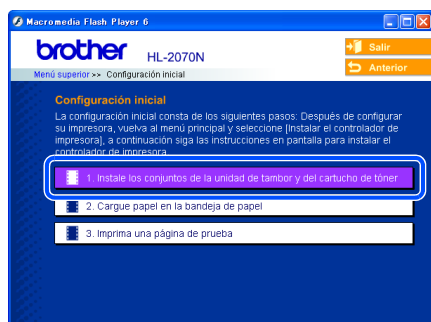 Macromedia Flash Player 6
brother HL-2070N
Salir
Menú superior >> Configuración inicial
Anterior
Configuración inicial
La configuración inicial consta de los siguientes pasos: Después de configurar
su impresora, vuelva al menú principal y seleccione [Instalar el controlador de
impresora], a continuación siga las instrucciones en pantalla para instalar el
controlador de impresora.
1. Instale los conjuntos de la unidad de tambor y del cartucho de tóner
2. Cargue papel en la bandeja de papel
3. Imprima una página de prueba